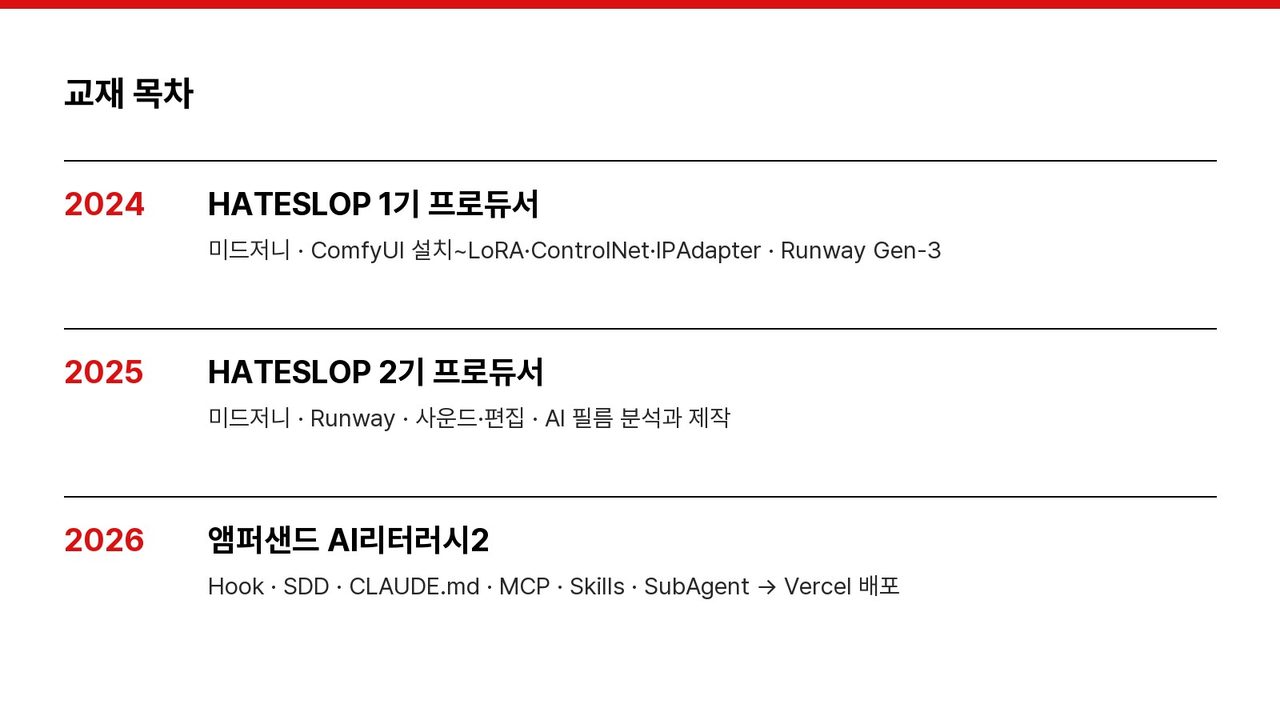 교재 목차
2024
HATESLOP 1기 프로듀서
미드저니 · ComfyUI 설치~LoRA·ControlNet·IPAdapter · Runway Gen-3
2025
HATESLOP 2기 프로듀서
미드저니 · Runway · 사운드·편집 · AI 필름 분석과 제작
2026
앰퍼샌드 AI리터러시2
Hook · SDD · CLAUDE.md · MCP · Skills · SubAgent → Vercel 배포